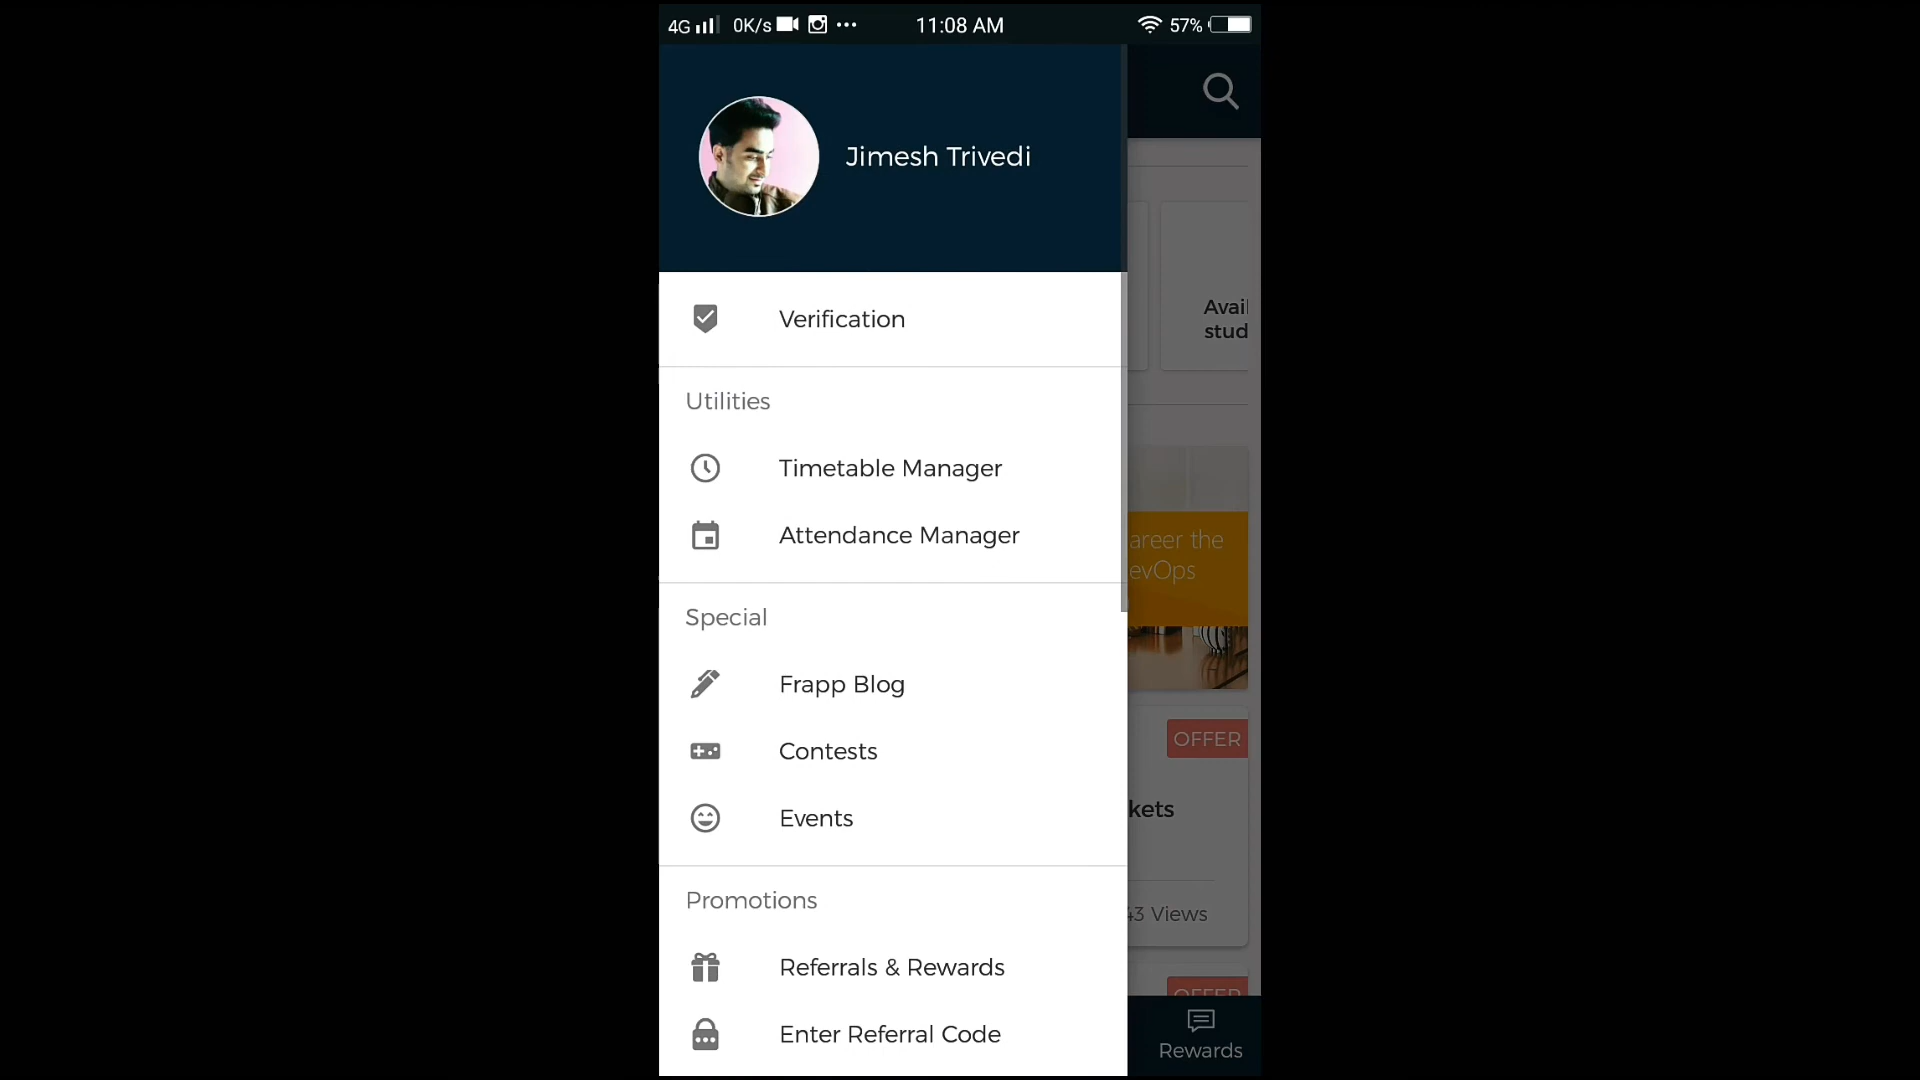 4G 0K/s 11:08 AM 57%
Jimesh Trivedi
Verification
Utilities
Timetable Manager
Attendance Manager
Special
Frapp Blog
Contests
Events
Promotions
Referrals & Rewards
Enter Referral Code
Avail
stud
areer the
evOps
OFFER
kets
43 Views
OFFER
Rewards